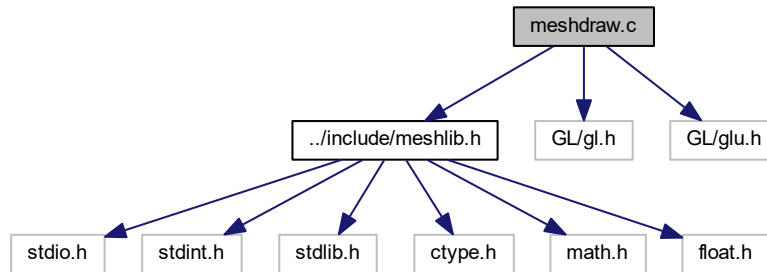 meshdraw.c
../include/meshlib.h
GL/gl.h
GL/glu.h
stdio.h
stdint.h
stdlib.h
ctype.h
math.h
float.h